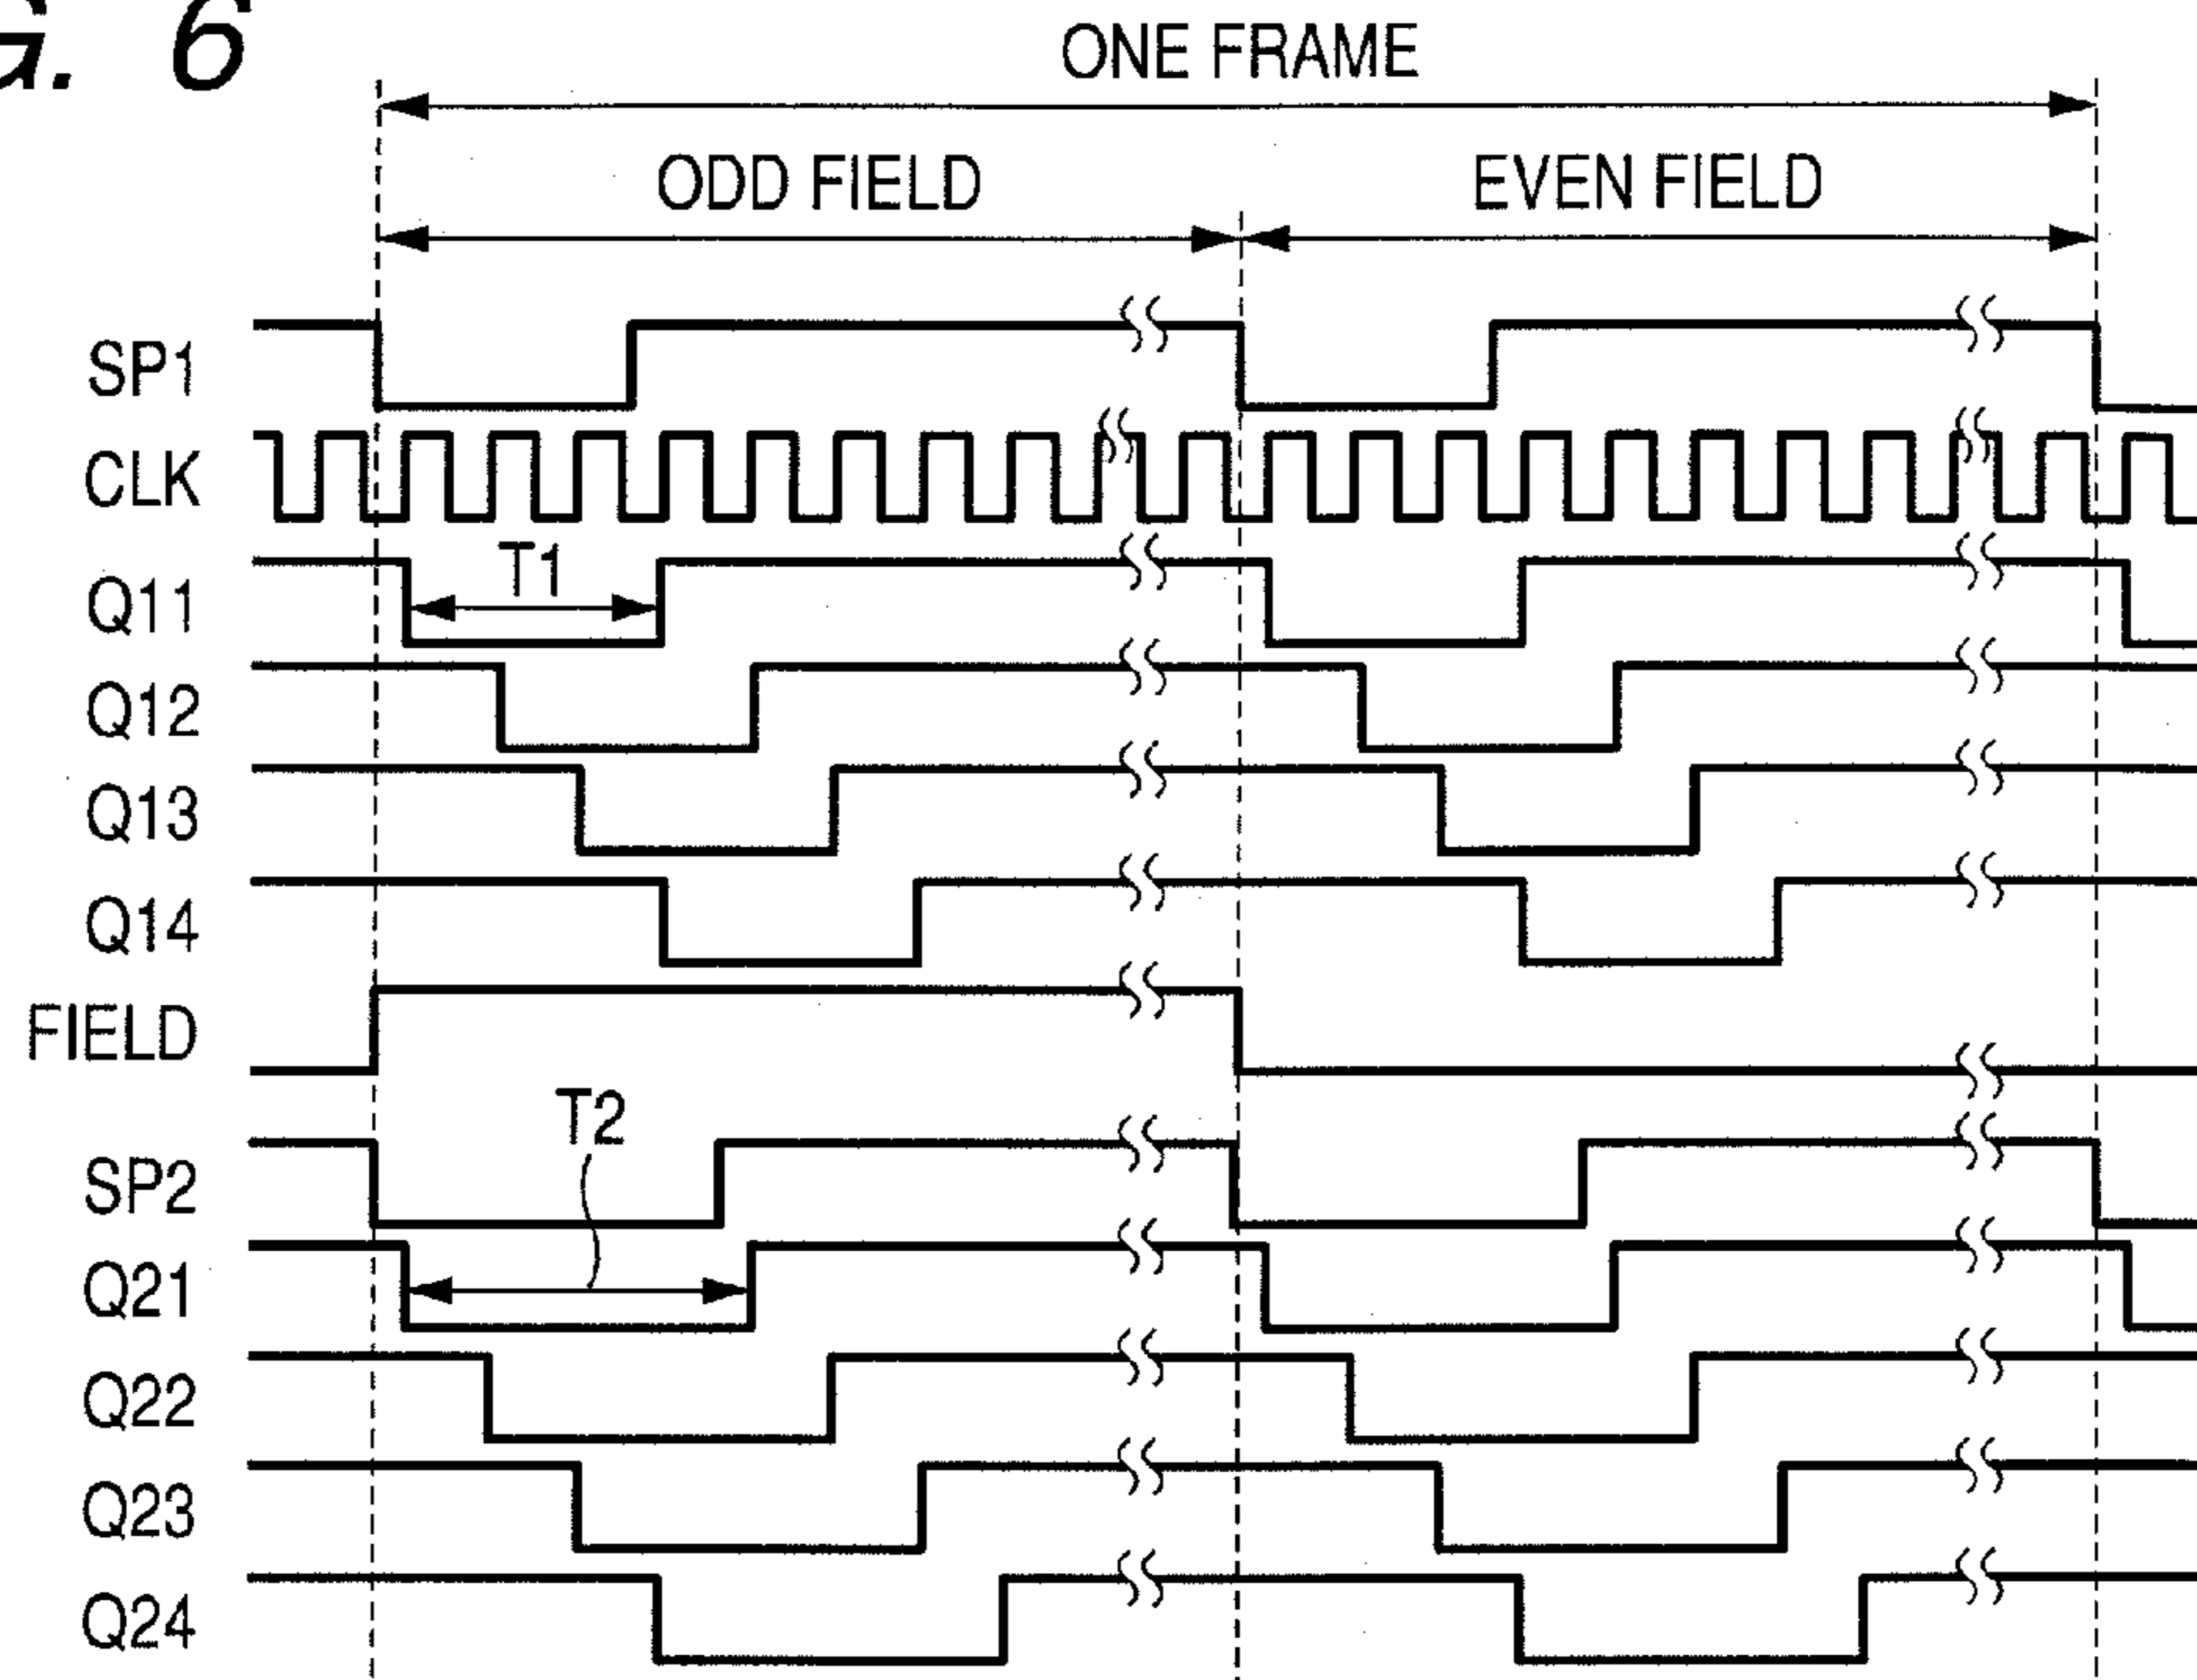 G. 6
ONE FRAME
ODD FIELD
EVEN FIELD
SP1
CLK
T1
Q11
Q12
Q13
Q14
FIELD
T2
SP2
Q21
Q22
Q23
Q24